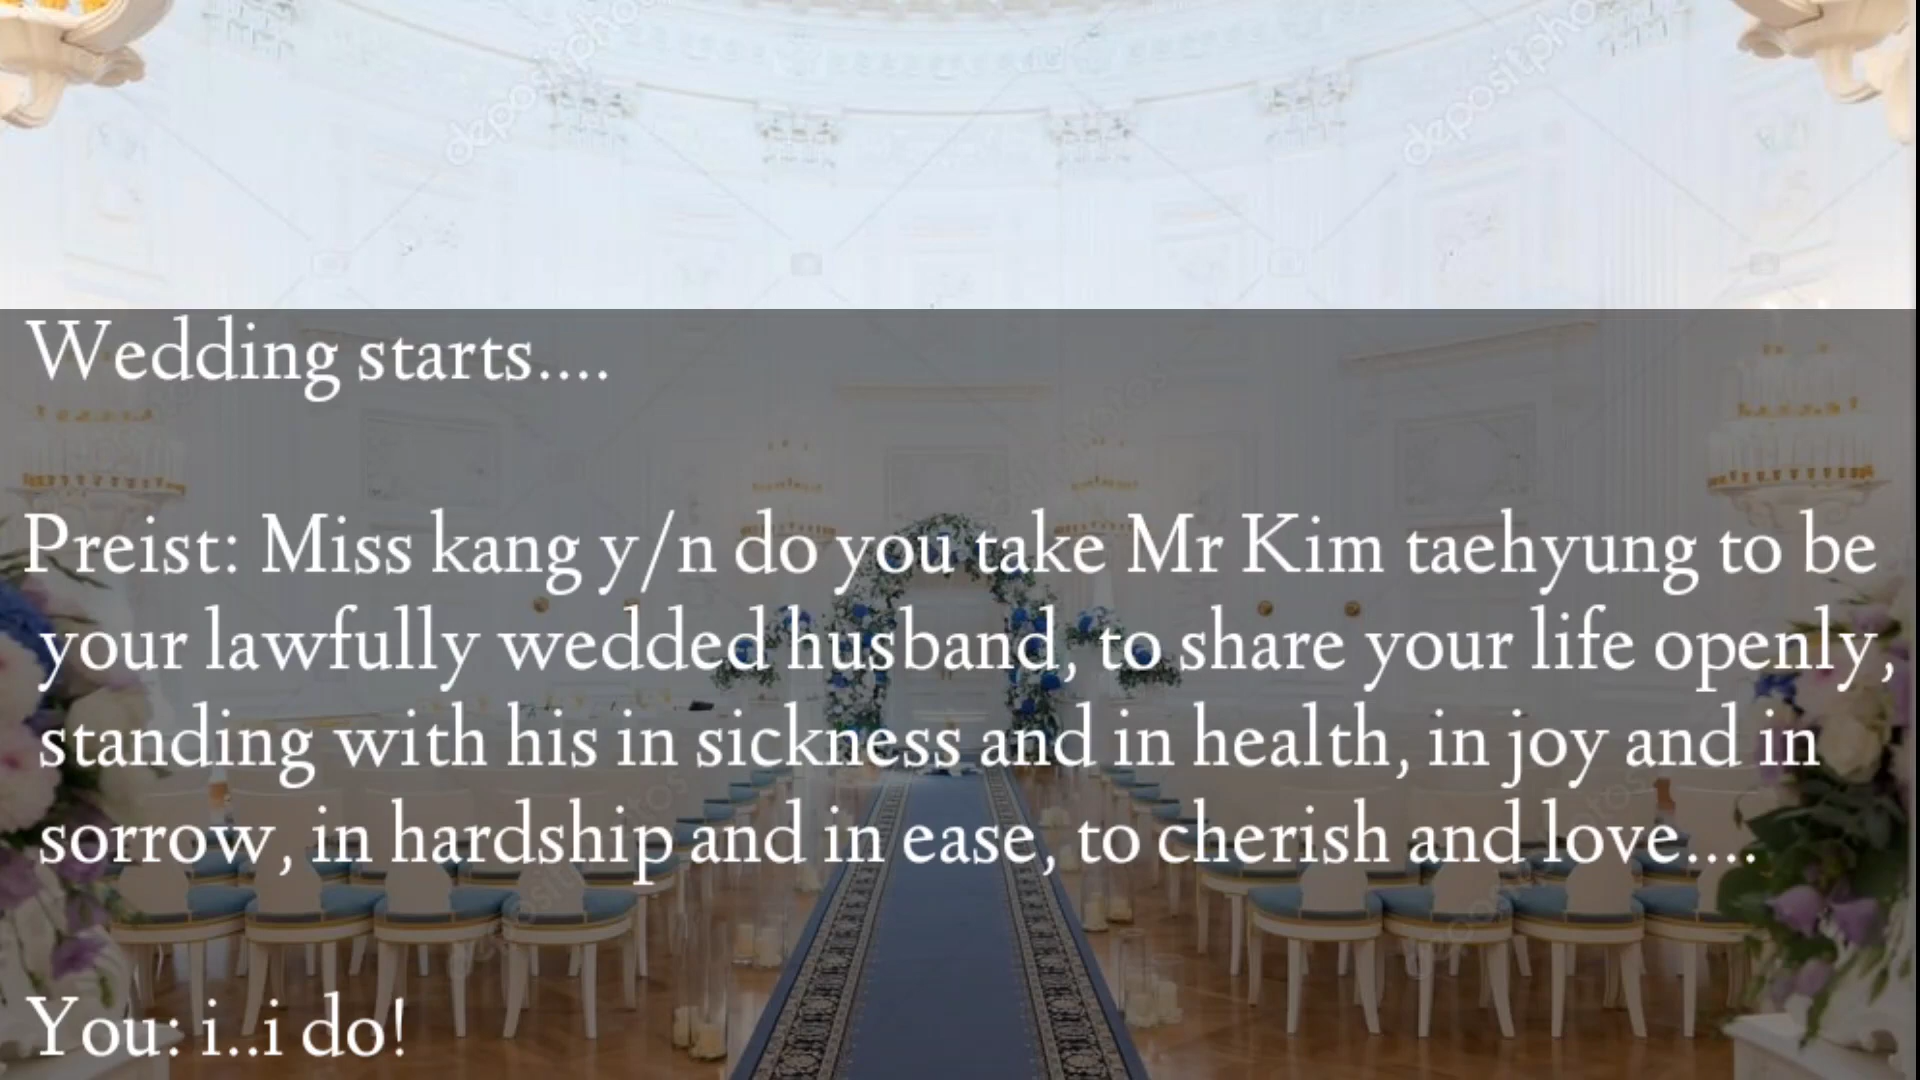 depositphotos
depositpho
Wedding starts....
Preist: Miss kang y/n do you take Mr Kim taehyung to be
your lawfully wedded husband, to share your life openly,
standing with his in sickness and in health, in joy and in
sorrow, in hardship and in ease, to cherish and love....
You: i..i do!